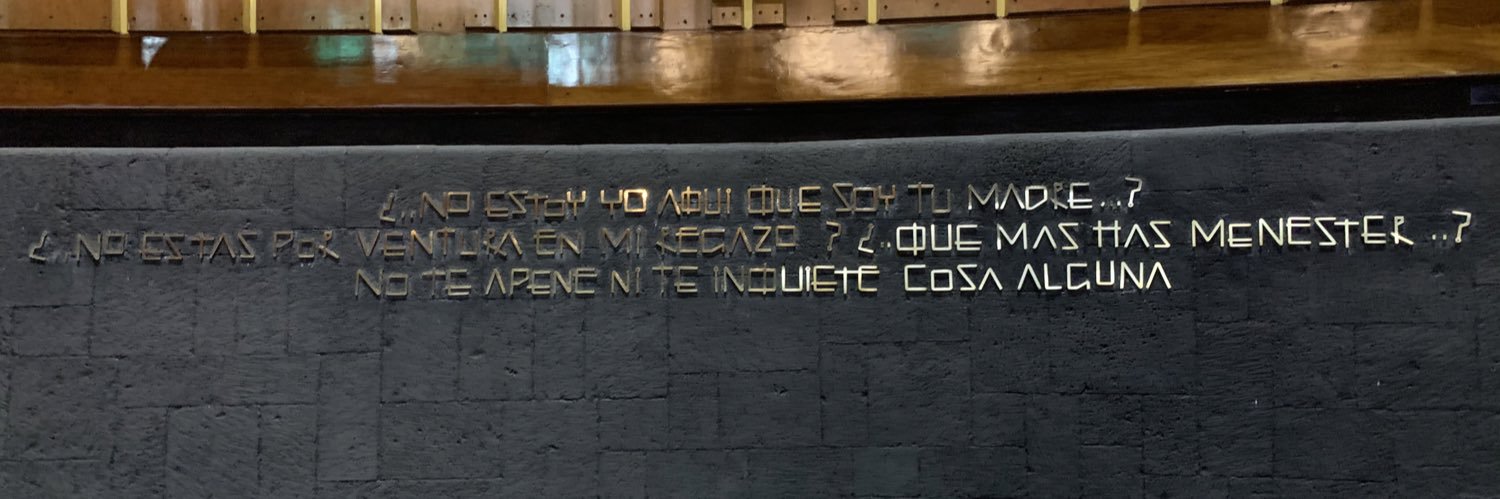 ¿..NO ESTOY YO AQUI QUE SOY TU MADRE...?
¿..NO ESTAS POR VENTURA EN MI REGAZO ? ¿..QUE MAS HAS MENESTER ..?
NO TE APENE NI TE INQUIETE COSA ALGUNA